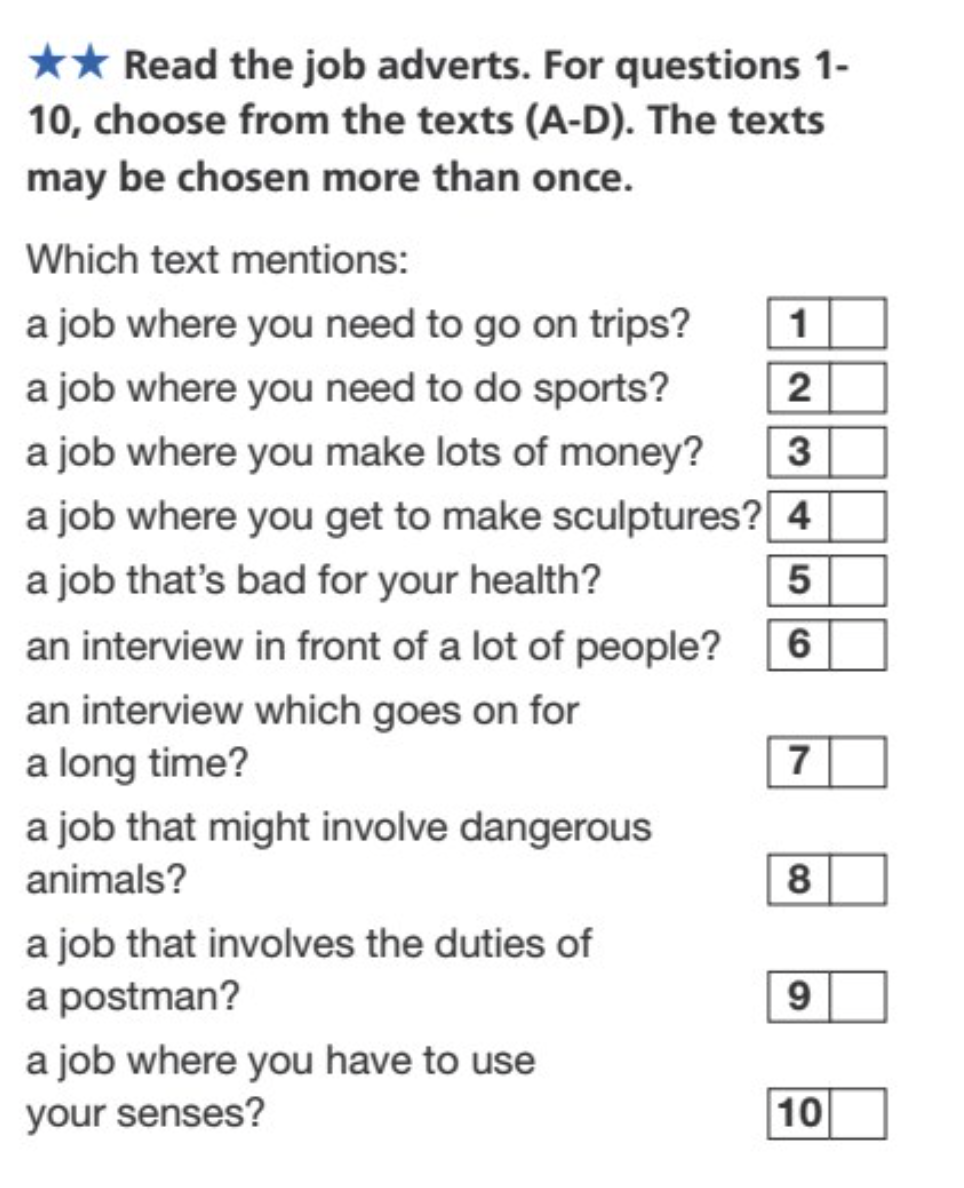 ★★ Read the job adverts. For questions 1-
10, choose from the texts (A-D). The texts
may be chosen more than once.
Which text mentions:
a job where you need to go on trips? 1
a job where you need to do sports? 2
a job where you make lots of money? 3
a job where you get to make sculptures? 4
a job that's bad for your health? 5
an interview in front of a lot of people? 6
an interview which goes on for
a long time? 7
a job that might involve dangerous
animals? 8
a job that involves the duties of
a postman? 9
a job where you have to use
your senses? 10